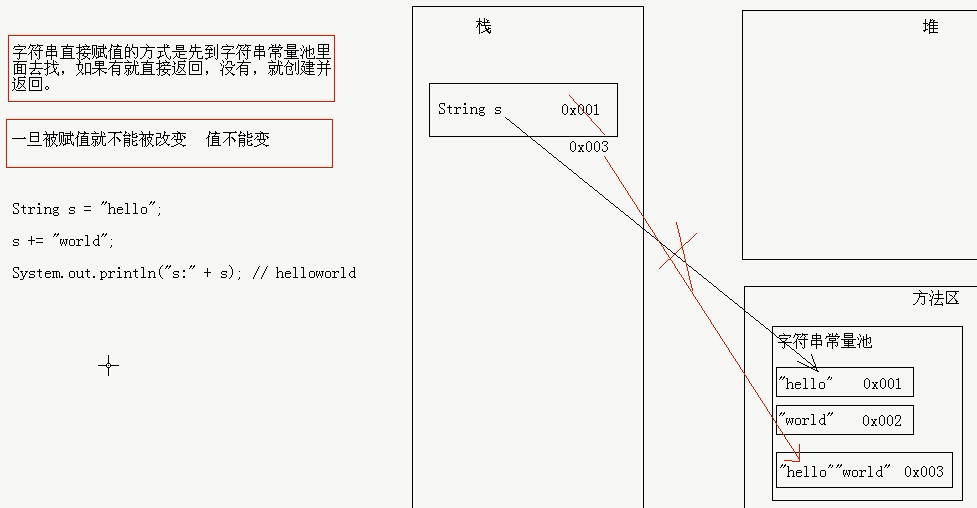 字符串直接赋值的方式是先到字符串常量池里
面去找，如果有就直接返回，没有，就创建并
返回。
一旦被赋值就不能被改变  值不能变
String s = "hello";
s += "world";
System.out.println("s:" + s); // helloworld
栈
String s 0x001
0x003
堆
方法区
字符串常量池
"hello" 0x001
"world" 0x002
"hello""world" 0x003